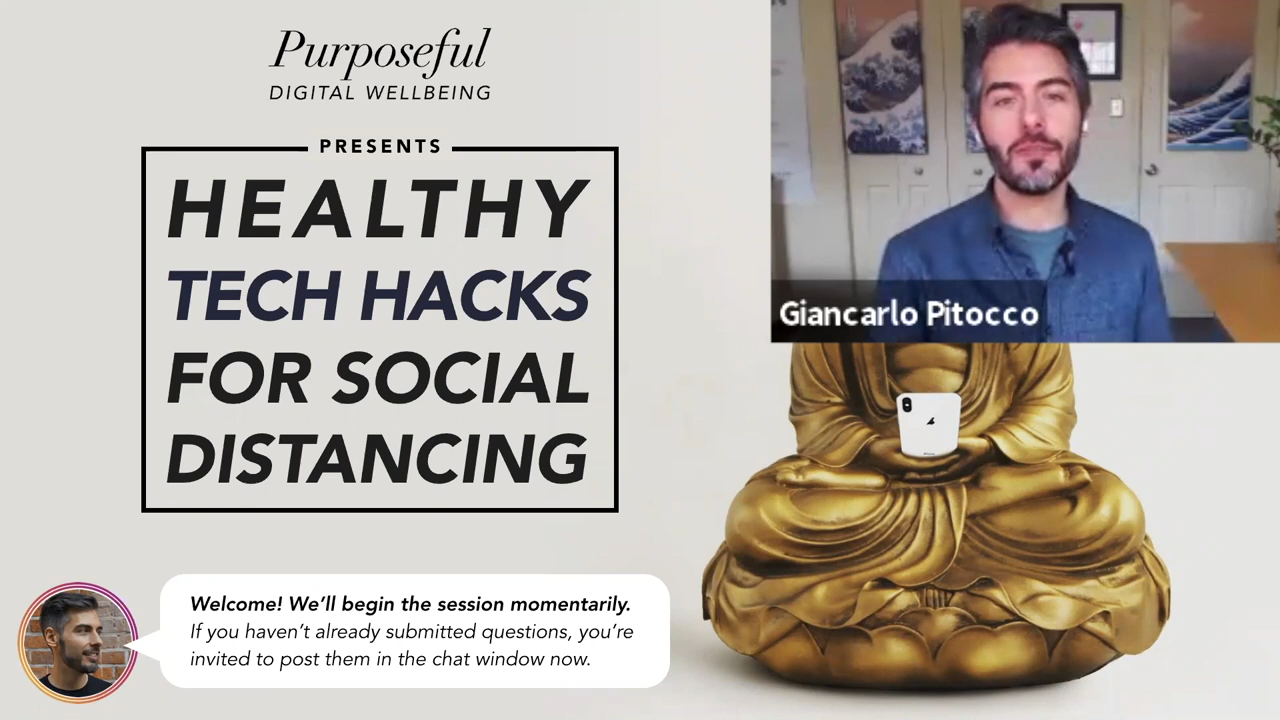 Purposeful
DIGITAL WELLBEING
PRESENTS
HEALTHY
TECH HACKS
FOR SOCIAL
DISTANCING
Giancarlo Pitocco
Welcome! We’ll begin the session momentarily.
If you haven’t already submitted questions, you’re
invited to post them in the chat window now.